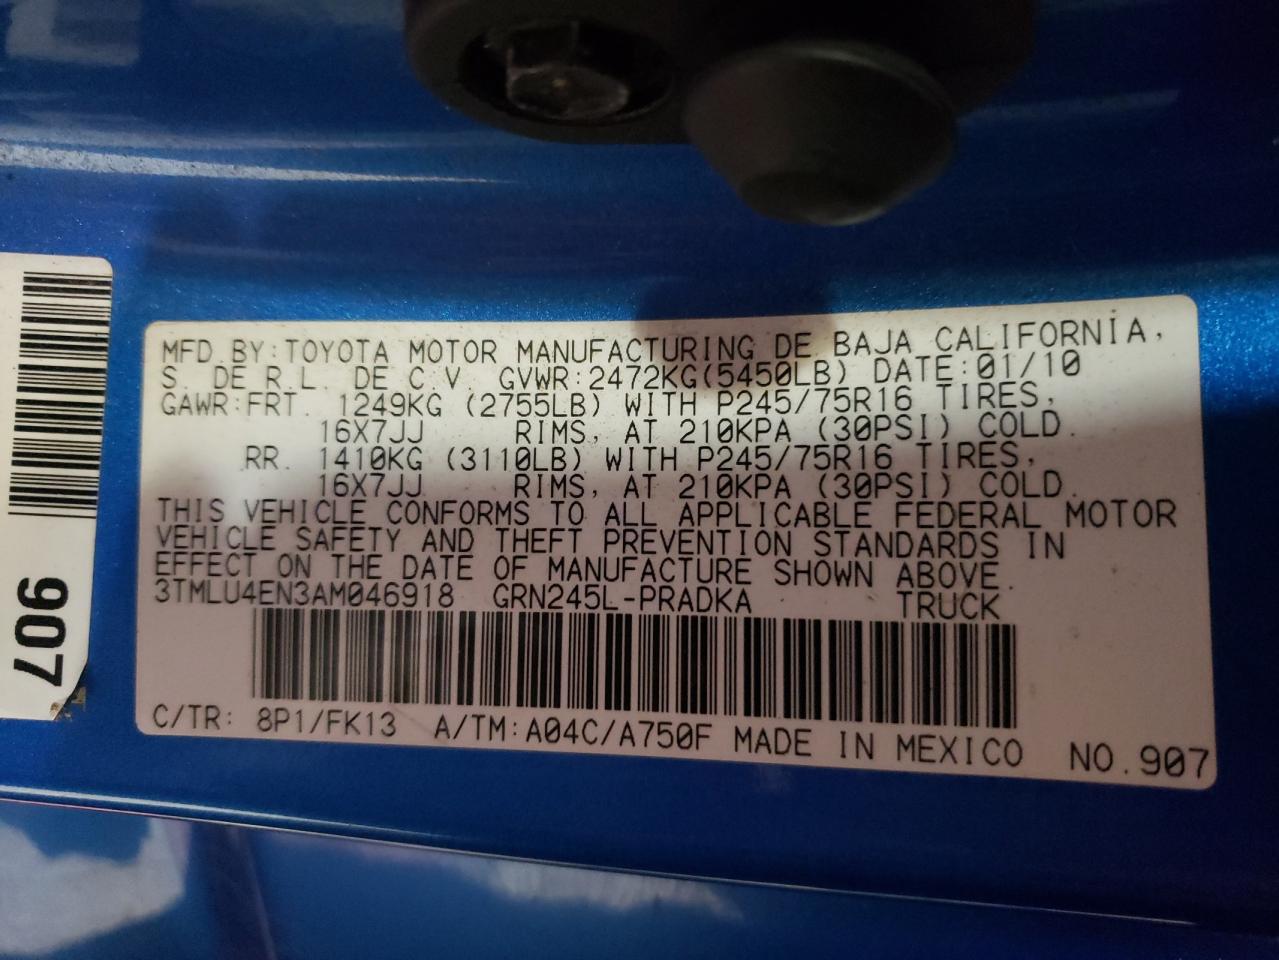 MFD. BY: TOYOTA MOTOR MANUFACTURING DE BAJA CALIFORNIA,
S. DE R.L. DE C.V. GVWR:2472KG(5450LB) DATE:01/10
GAWR:FRT. 1249KG (2755LB) WITH P245/75R16 TIRES,
16X7JJ RIMS, AT 210KPA (30PSI) COLD.
RR. 1410KG (3110LB) WITH P245/75R16 TIRES,
16X7JJ RIMS, AT 210KPA (30PSI) COLD.
THIS VEHICLE CONFORMS TO ALL APPLICABLE FEDERAL MOTOR
VEHICLE SAFETY AND THEFT PREVENTION STANDARDS IN
EFFECT ON THE DATE OF MANUFACTURE SHOWN ABOVE.
3TMLU4EN3AM046918 GRN245L-PRADKA TRUCK
C/TR: 8P1/FK13 A/TM:A04C/A750F MADE IN MEXICO NO.907
907